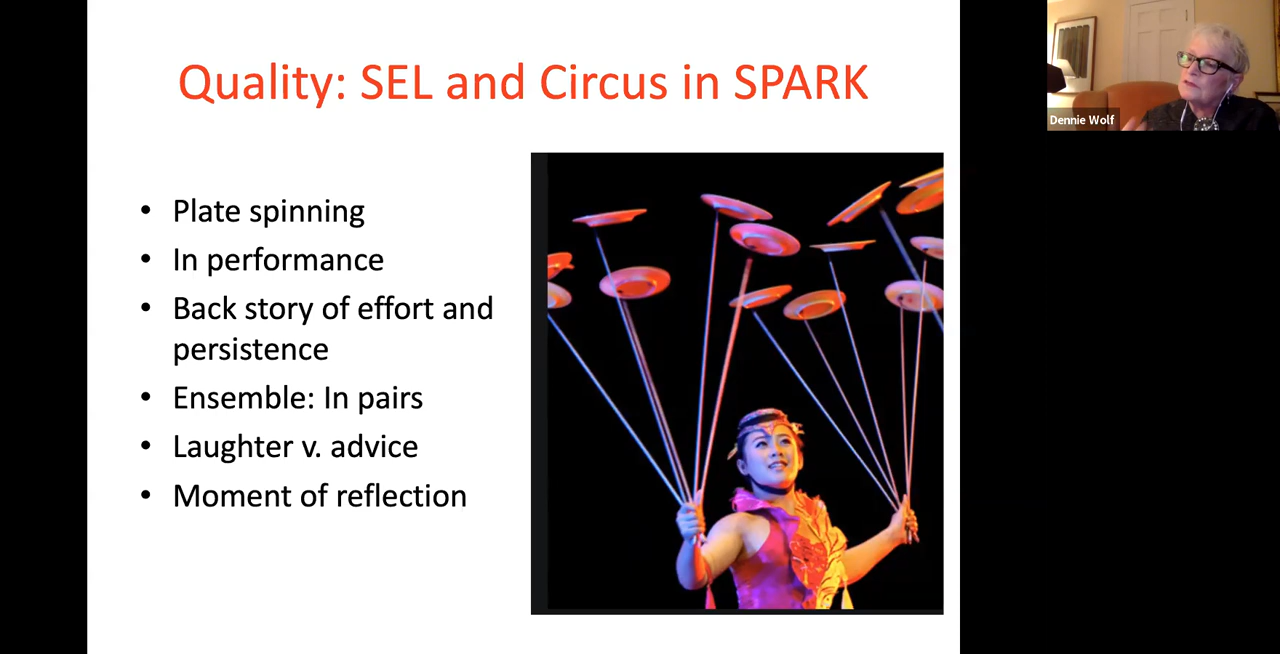 Quality: SEL and Circus in SPARK
• Plate spinning
• In performance
• Back story of effort and
persistence
• Ensemble: In pairs
• Laughter v. advice
• Moment of reflection
Dennie Wolf